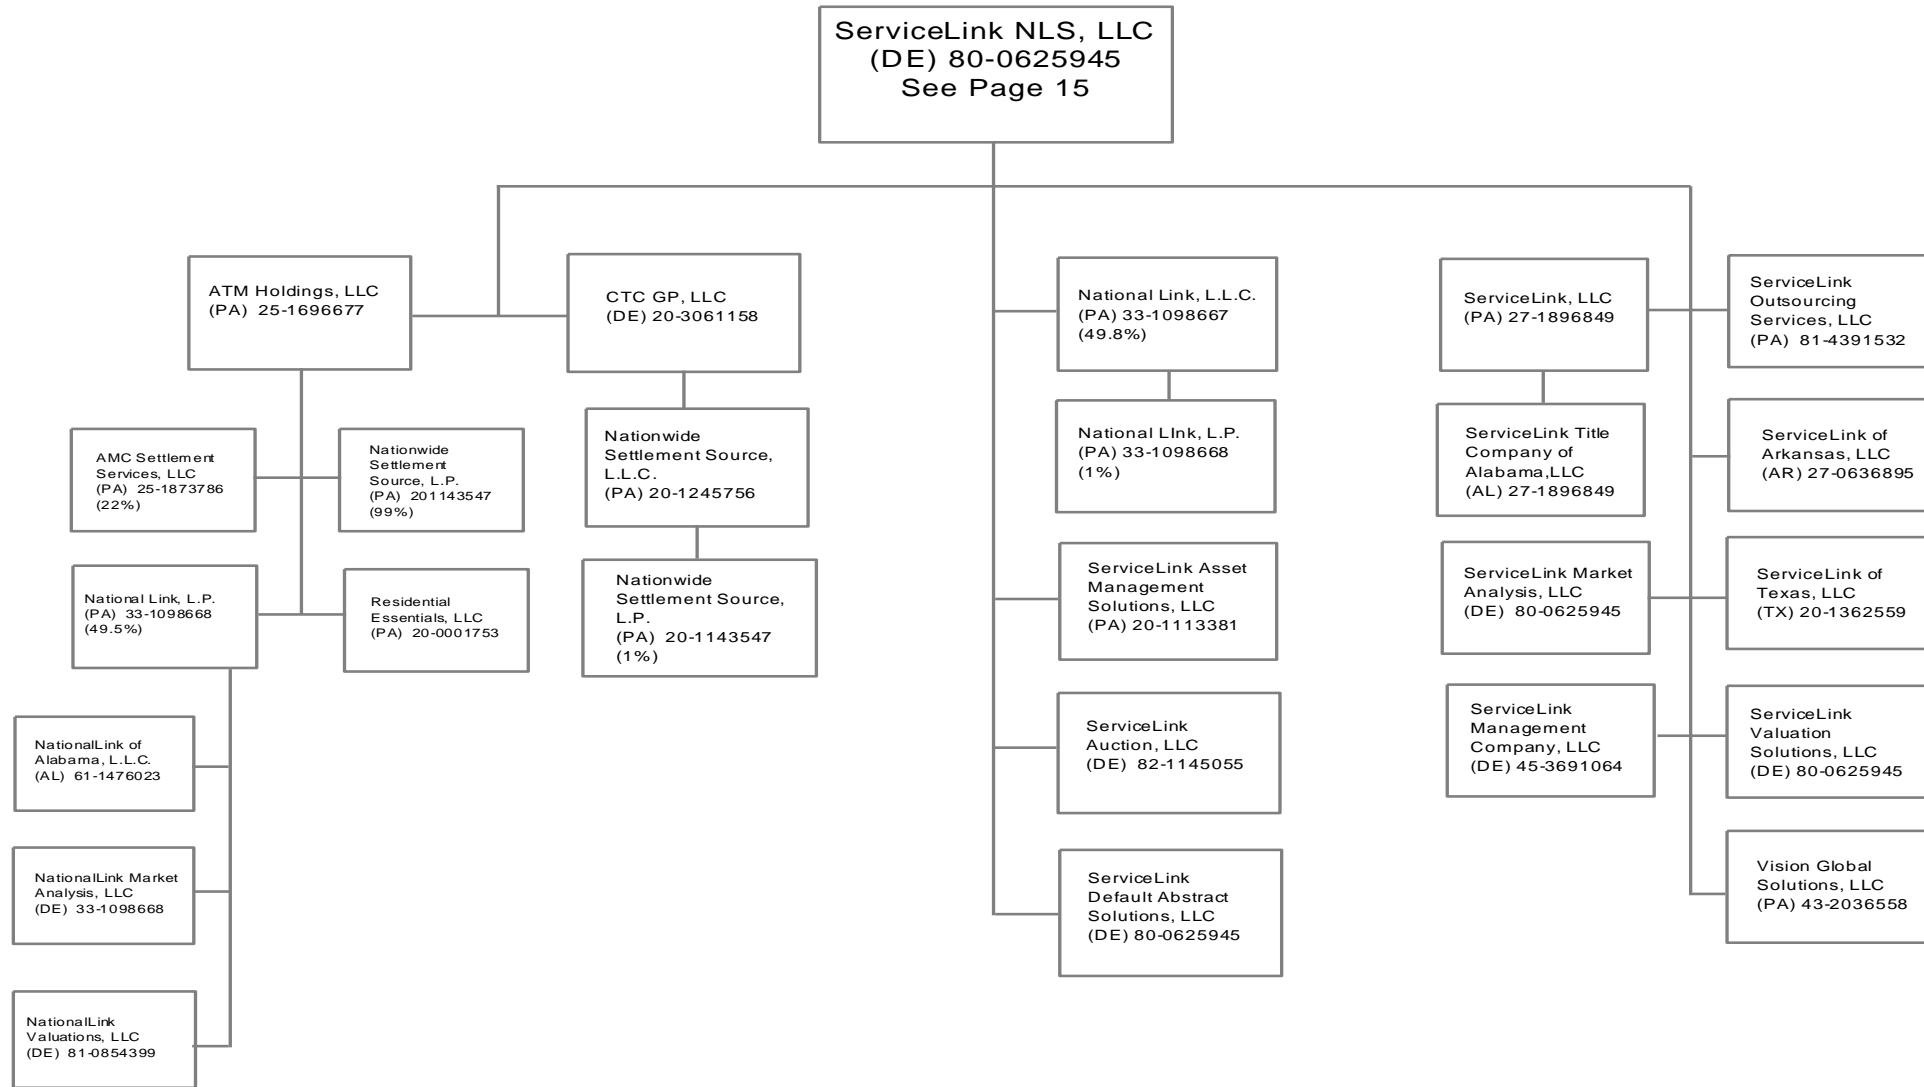 ServiceLink NLS, LLC
(DE) 80-0625945
See Page 15
ATM Holdings, LLC
(PA) 25-1696677
CTC GP, LLC
(DE) 20-3061158
National Link, L.L.C.
(PA) 33-1098667
(49.8%)
ServiceLink, LLC
(PA) 27-1896849
ServiceLink
Outsourcing
Services, LLC
(PA) 81-4391532
AMC Settlement
Services, LLC
(PA) 25-1873786
(22%)
Nationwide
Settlement
Source, L.P.
(PA) 201143547
(99%)
Nationwide
Settlement Source,
L.L.C.
(PA) 20-1245756
National LInk, L.P.
(PA) 33-1098668
(1%)
ServiceLink Title
Company of
Alabama,LLC
(AL) 27-1896849
ServiceLink of
Arkansas, LLC
(AR) 27-0636895
National Link, L.P.
(PA) 33-1098668
(49.5%)
Residential
Essentials, LLC
(PA) 20-0001753
Nationwide
Settlement Source,
L.P.
(PA) 20-1143547
(1%)
ServiceLink Asset
Management
Solutions, LLC
(PA) 20-1113381
ServiceLink Market
Analysis, LLC
(DE) 80-0625945
ServiceLink of
Texas, LLC
(TX) 20-1362559
NationalLink of
Alabama, L.L.C.
(AL) 61-1476023
ServiceLink
Auction, LLC
(DE) 82-1145055
ServiceLink
Management
Company, LLC
(DE) 45-3691064
ServiceLink
Valuation
Solutions, LLC
(DE) 80-0625945
NationalLink Market
Analysis, LLC
(DE) 33-1098668
ServiceLink
Default Abstract
Solutions, LLC
(DE) 80-0625945
Vision Global
Solutions, LLC
(PA) 43-2036558
NationalLink
Valuations, LLC
(DE) 81-0854399